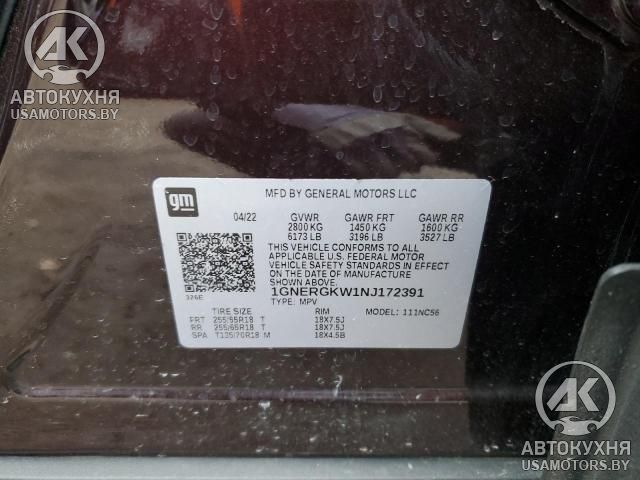 AK
АВТОКУХНЯ
USAMOTORS.BY
gm
MFD BY GENERAL MOTORS LLC
04/22 GVWR GAWR FRT GAWR RR
2800 KG 1450 KG 1600 KG
6173 LB 3196 LB 3527 LB
THIS VEHICLE CONFORMS TO ALL
APPLICABLE U.S. FEDERAL MOTOR
VEHICLE SAFETY STANDARDS IN
EFFECT ON THE DATE OF
MANUFACTURE SHOWN ABOVE.
326E 1GNERGKW1NJ172391
TYPE: MPV
TIRE SIZE RIM MODEL: 111NC56
FRT 255/65R18 T 18X7.5J
RR 255/65R18 T 18X7.5J
SPA T135/70R18 M 18X4.5B
AK
АВТОКУХНЯ
USAMOTORS.BY